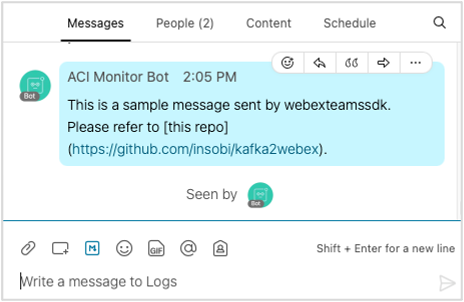 Messages People (2) Content Schedule
ACI Monitor Bot 2:05 PM
Bot
This is a sample message sent by webexteamssdk.
Please refer to [this repo]
(https://github.com/insobi/kafka2webex).
Seen by
Bot
M
GIF
@
Shift + Enter for a new line
Write a message to Logs